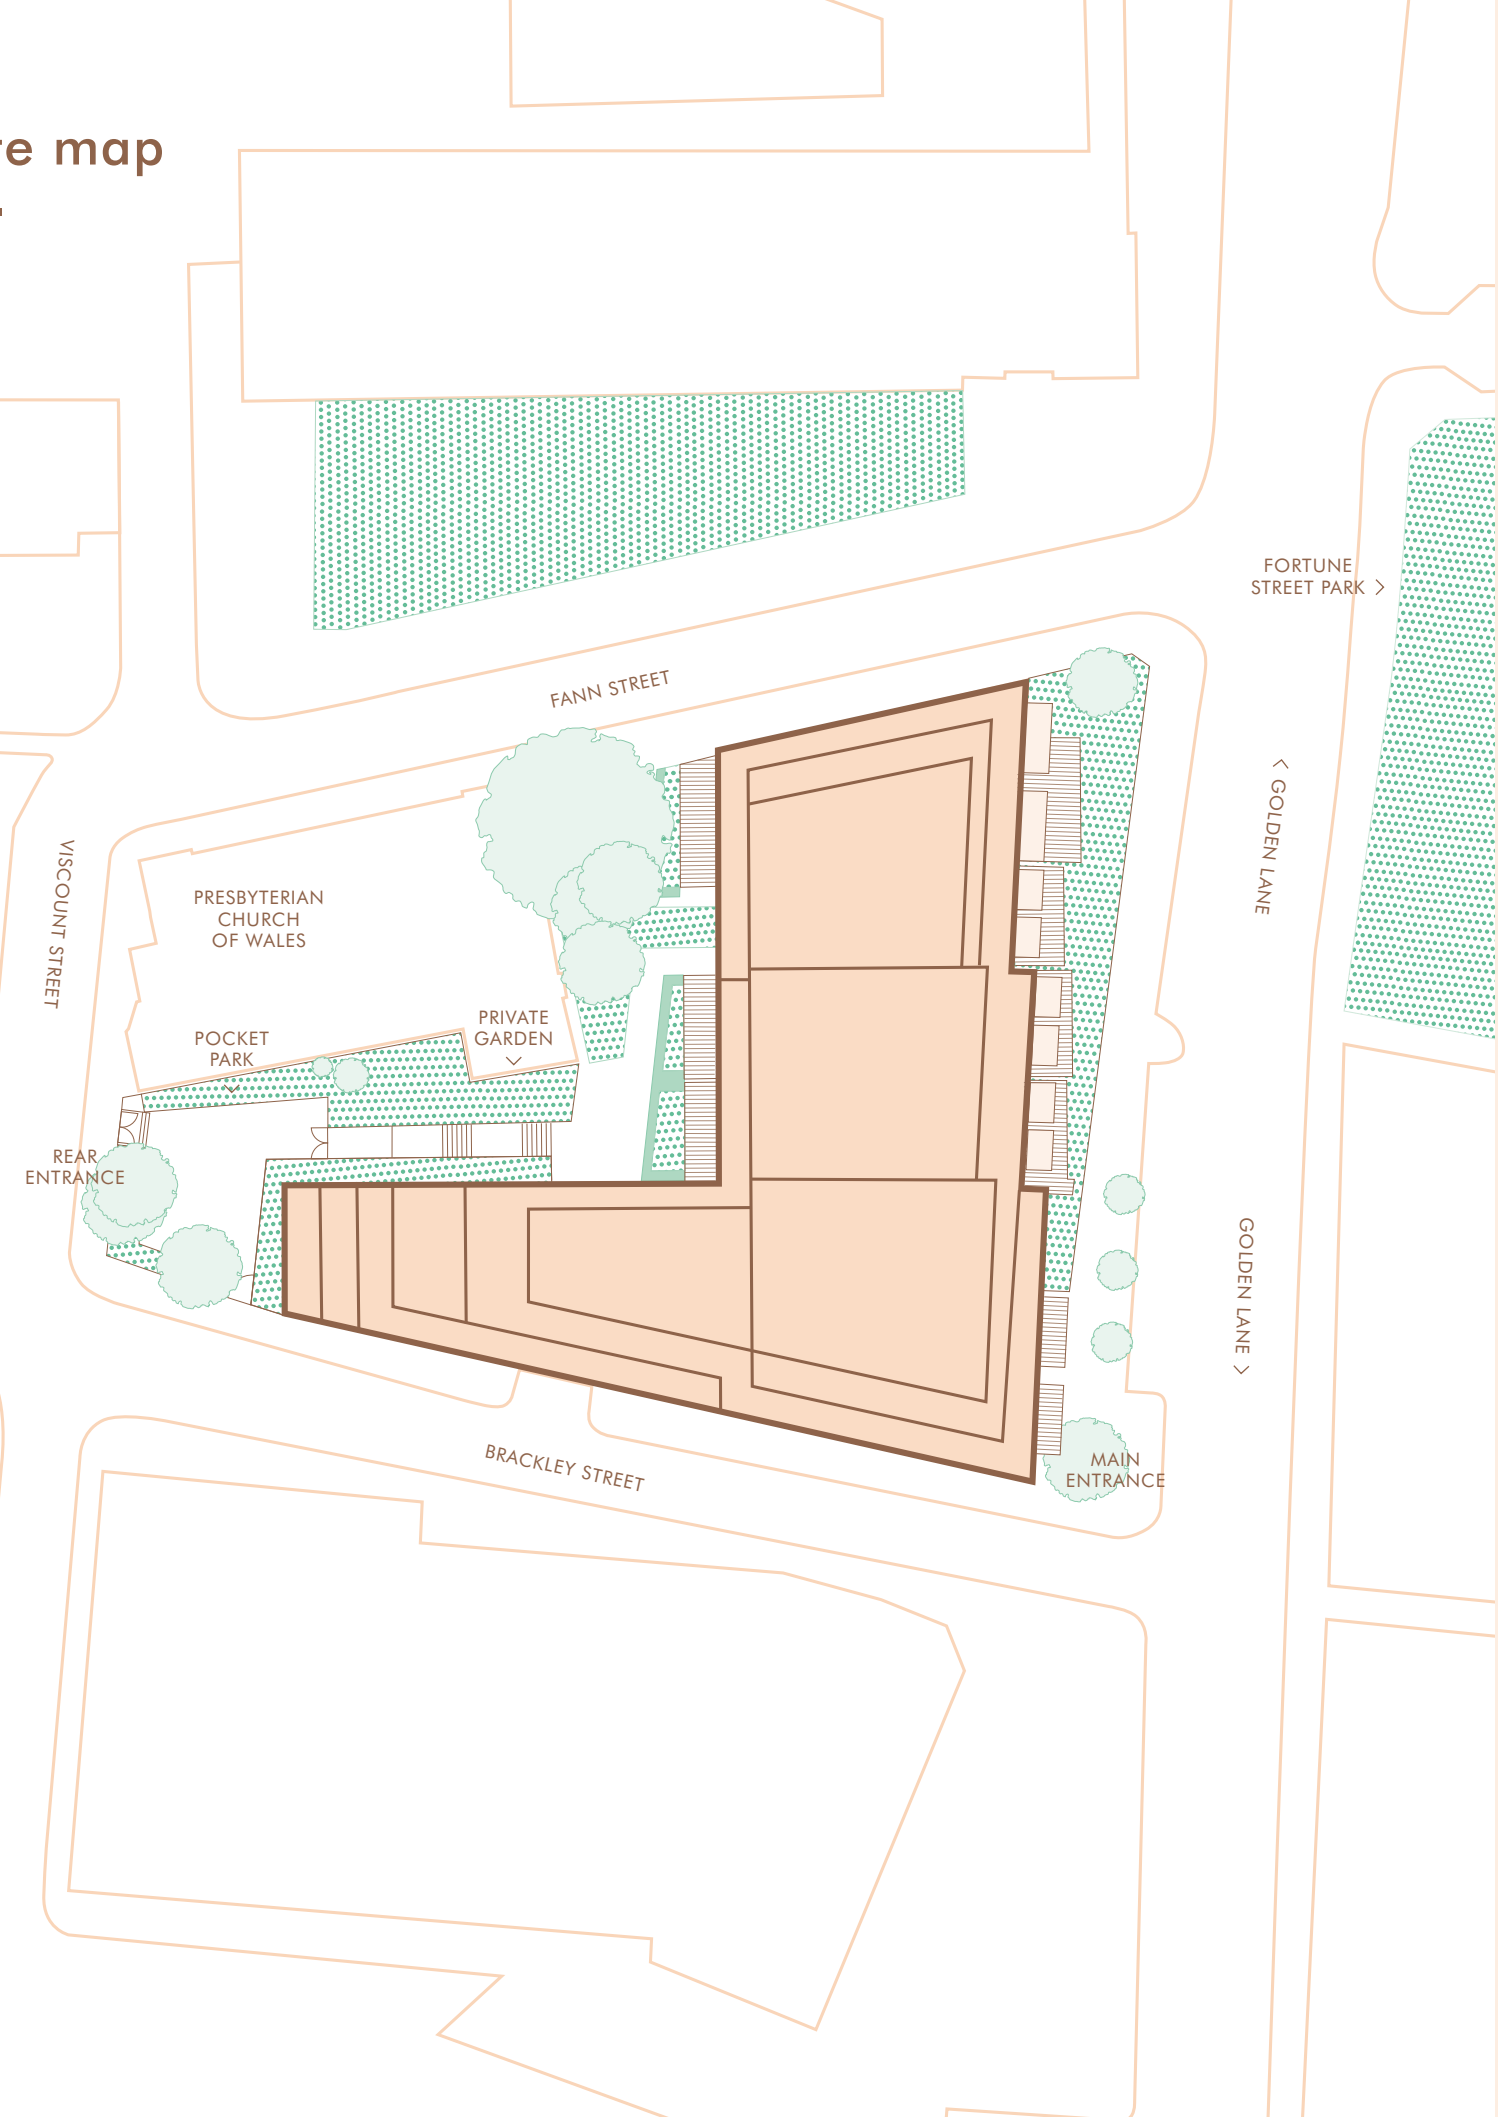 map
FORTUNE
STREET PARK
FANN STREET
GOLDEN LANE
VISCOUNT STREET
PRESBYTERIAN
CHURCH
OF WALES
PRIVATE
GARDEN
POCKET
PARK
REAR
ENTRANCE
GOLDEN LANE
BRACKLEY STREET
MAIN
ENTRANCE